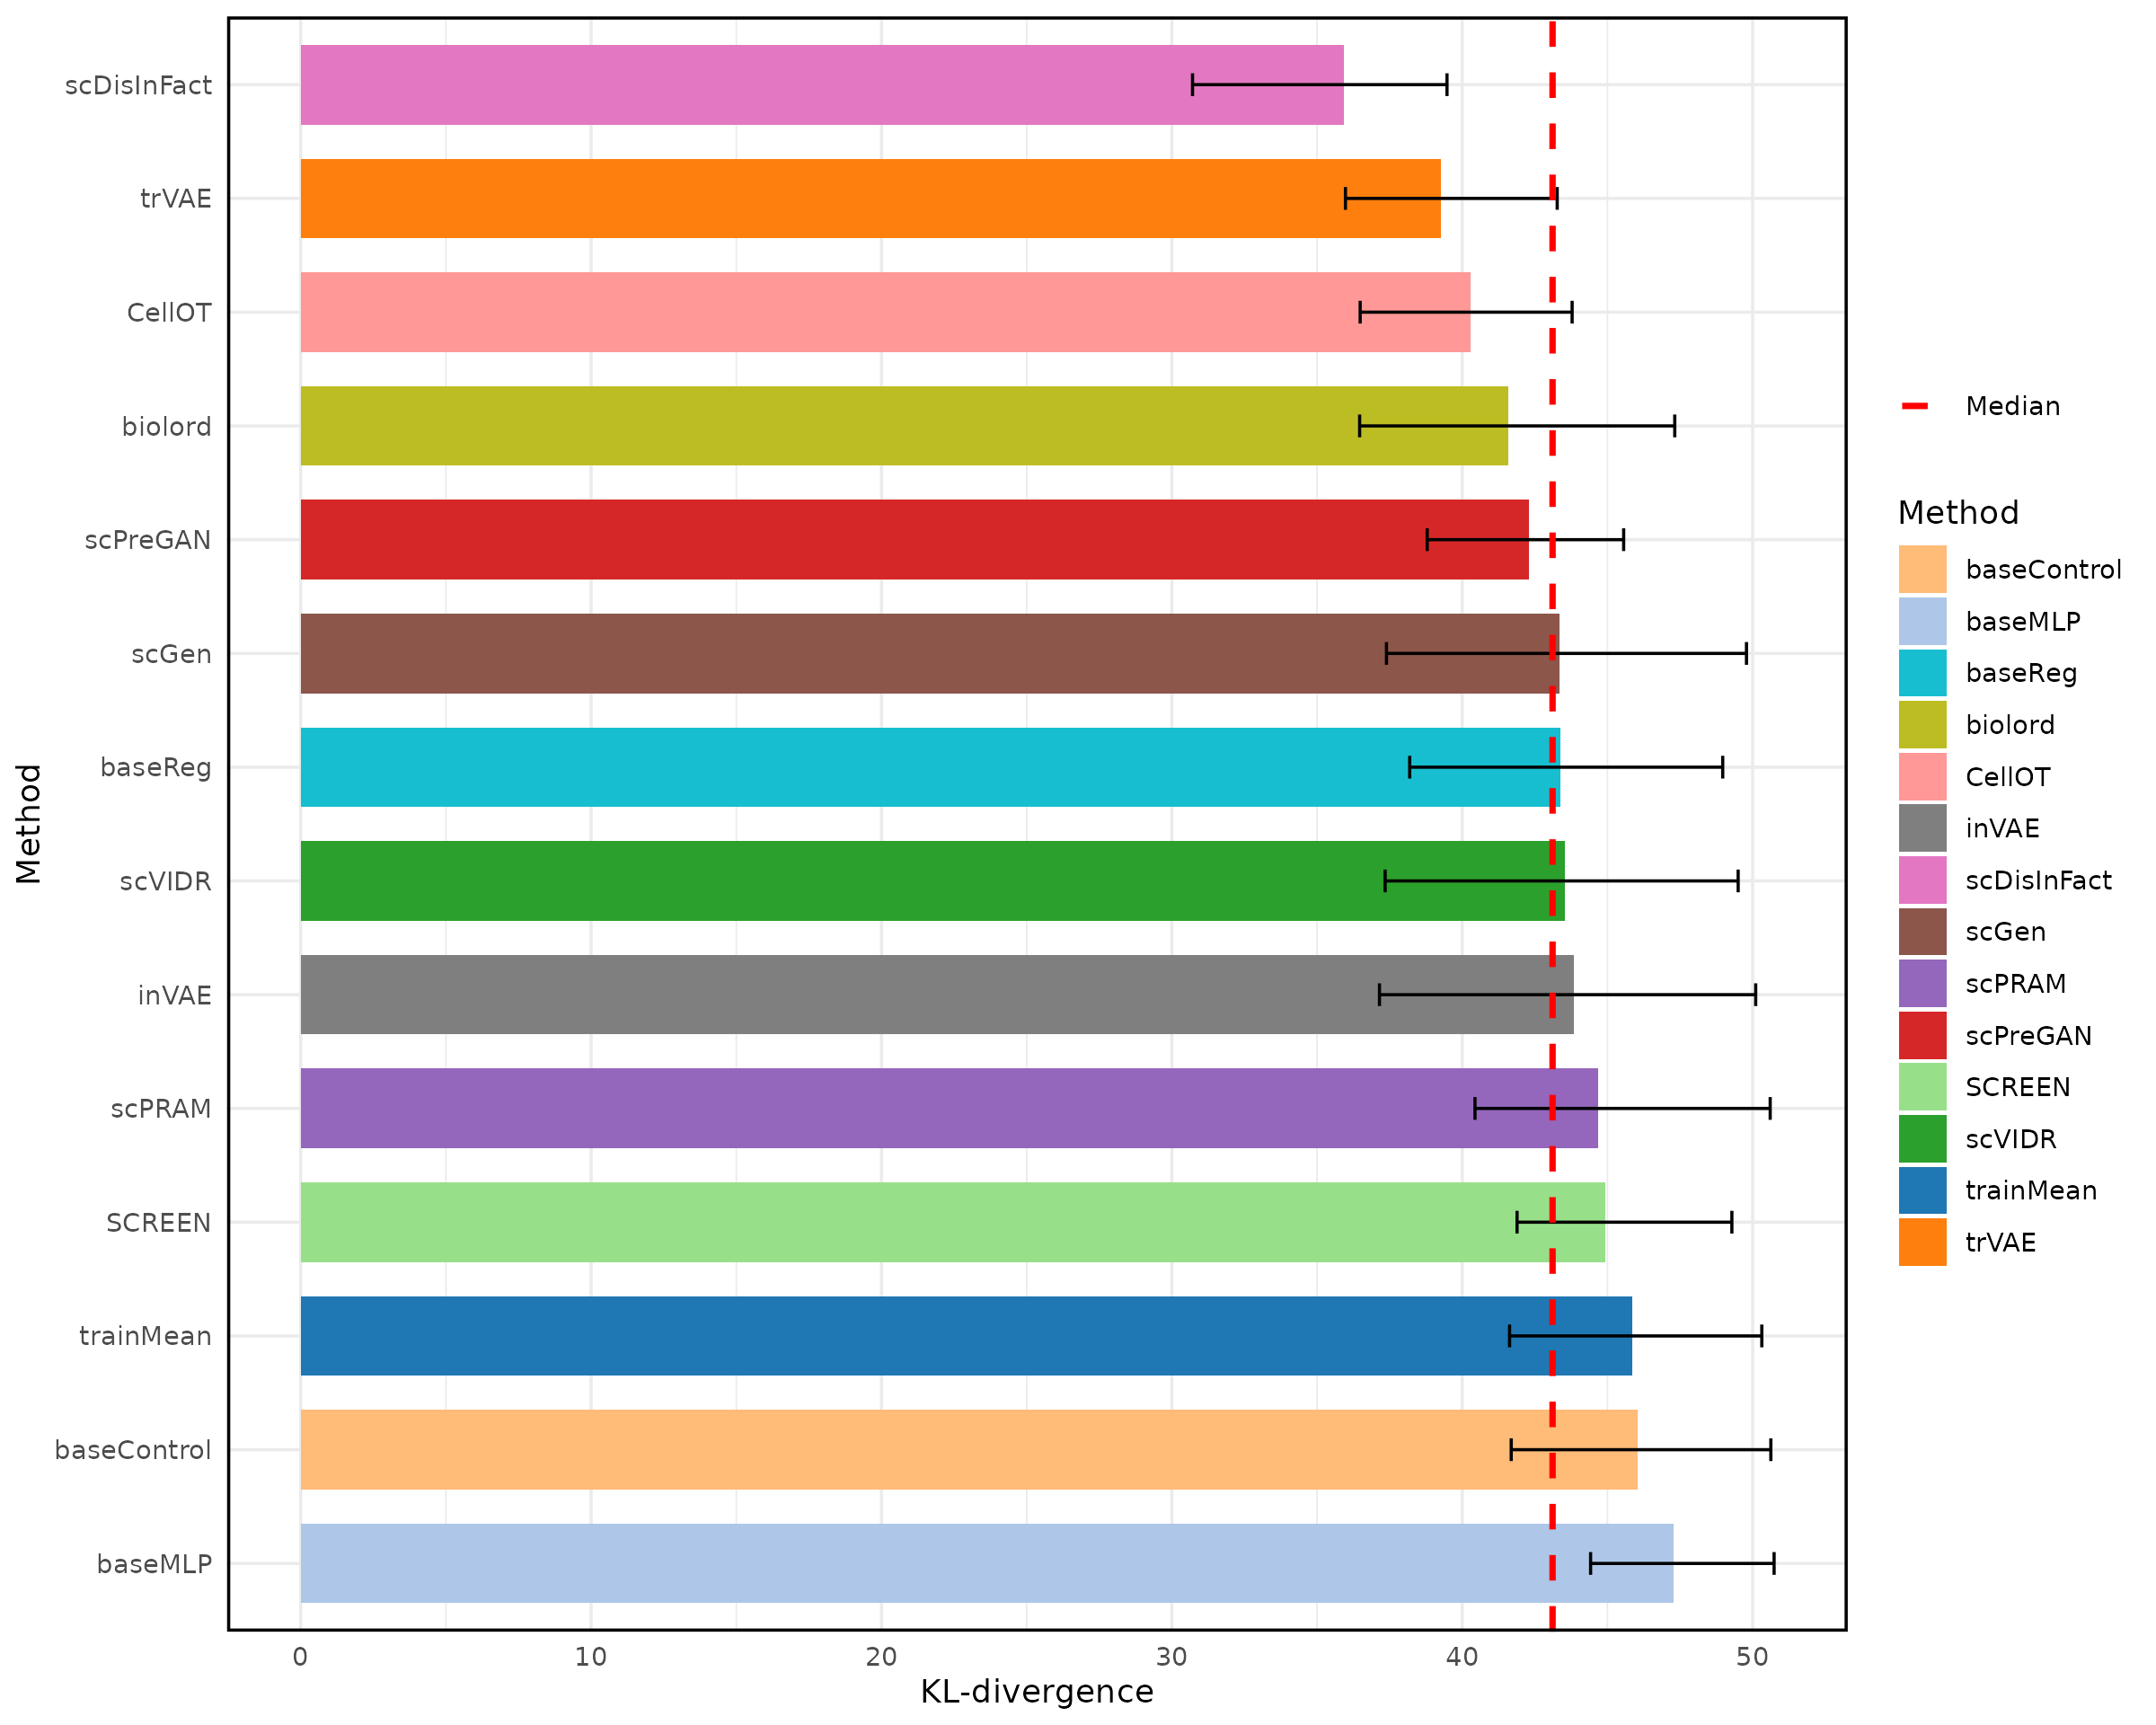 scDisInFact
trVAE
CellOT
biolord
scPreGAN
scGen
baseReg
scVIDR
inVAE
scPRAM
SCREEN
trainMean
baseControl
baseMLP
Method
0 10 20 30 40 50
KL-divergence
Median
Method
baseControl
baseMLP
baseReg
biolord
CellOT
inVAE
scDisInFact
scGen
scPRAM
scPreGAN
SCREEN
scVIDR
trainMean
trVAE